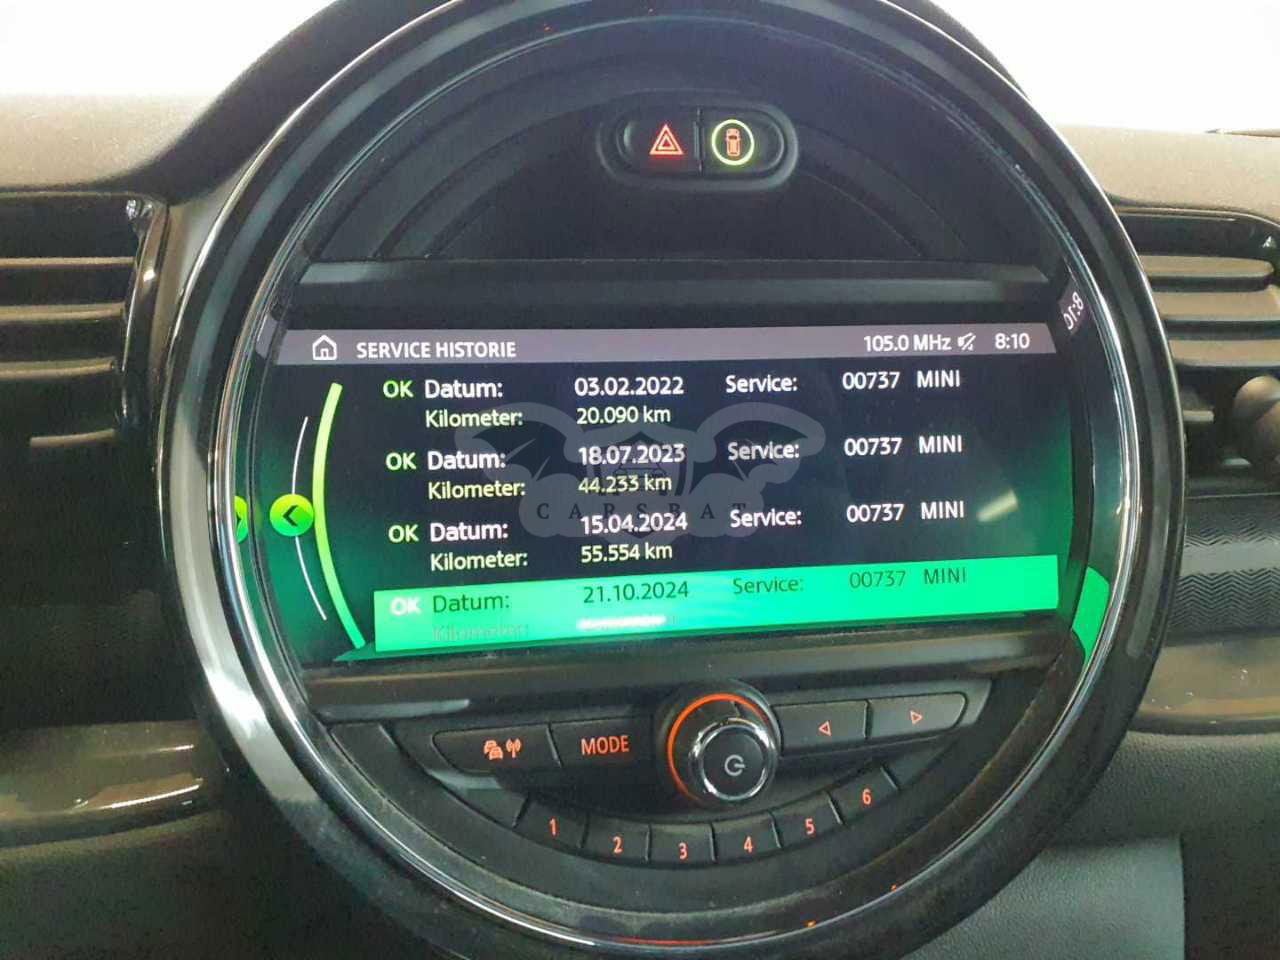 SERVICE HISTORIE 105.0 MHz 8:10
OK Datum: 03.02.2022 Service: 00737 MINI
Kilometer: 20.090 km
OK Datum: 18.07.2023 Service: 00737 MINI
Kilometer: 44.233 km
CARSBAT
OK Datum: 15.04.2024 Service: 00737 MINI
Kilometer: 55.554 km
OK Datum: 21.10.2024 Service: 00737 MINI
Kilometer:
MODE
1 2 3 4 5 6